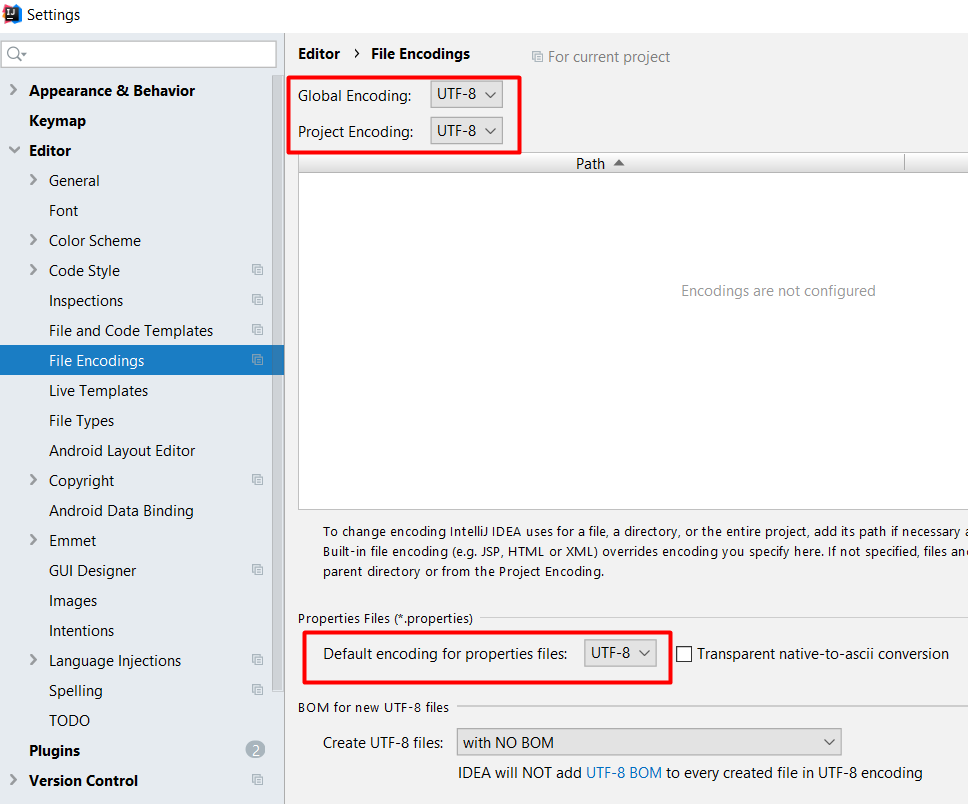 Settings
Appearance & Behavior
Keymap
Editor
General
Font
Color Scheme
Code Style
Inspections
File and Code Templates
File Encodings
Live Templates
File Types
Android Layout Editor
Copyright
Android Data Binding
Emmet
GUI Designer
Images
Intentions
Language Injections
Spelling
TODO
Plugins 2
Version Control
Editor › File Encodings For current project
Global Encoding: UTF-8
Project Encoding: UTF-8
Path
Encodings are not configured
To change encoding IntelliJ IDEA uses for a file, a directory, or the entire project, add its path if necessary
Built-in file encoding (e.g. JSP, HTML or XML) overrides encoding you specify here. If not specified, files
parent directory or from the Project Encoding.
Properties Files (*.properties)
Default encoding for properties files: UTF-8 Transparent native-to-ascii conversion
BOM for new UTF-8 files
Create UTF-8 files: with NO BOM
IDEA will NOT add UTF-8 BOM to every created file in UTF-8 encoding